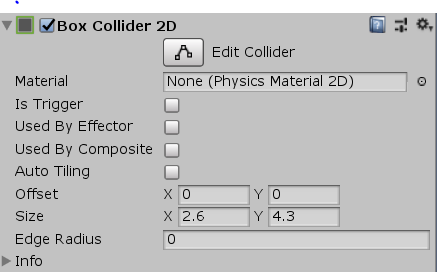 Box Collider 2D
Edit Collider
Material None (Physics Material 2D)
Is Trigger
Used By Effector
Used By Composite
Auto Tiling
Offset X 0 Y 0
Size X 2.6 Y 4.3
Edge Radius 0
Info